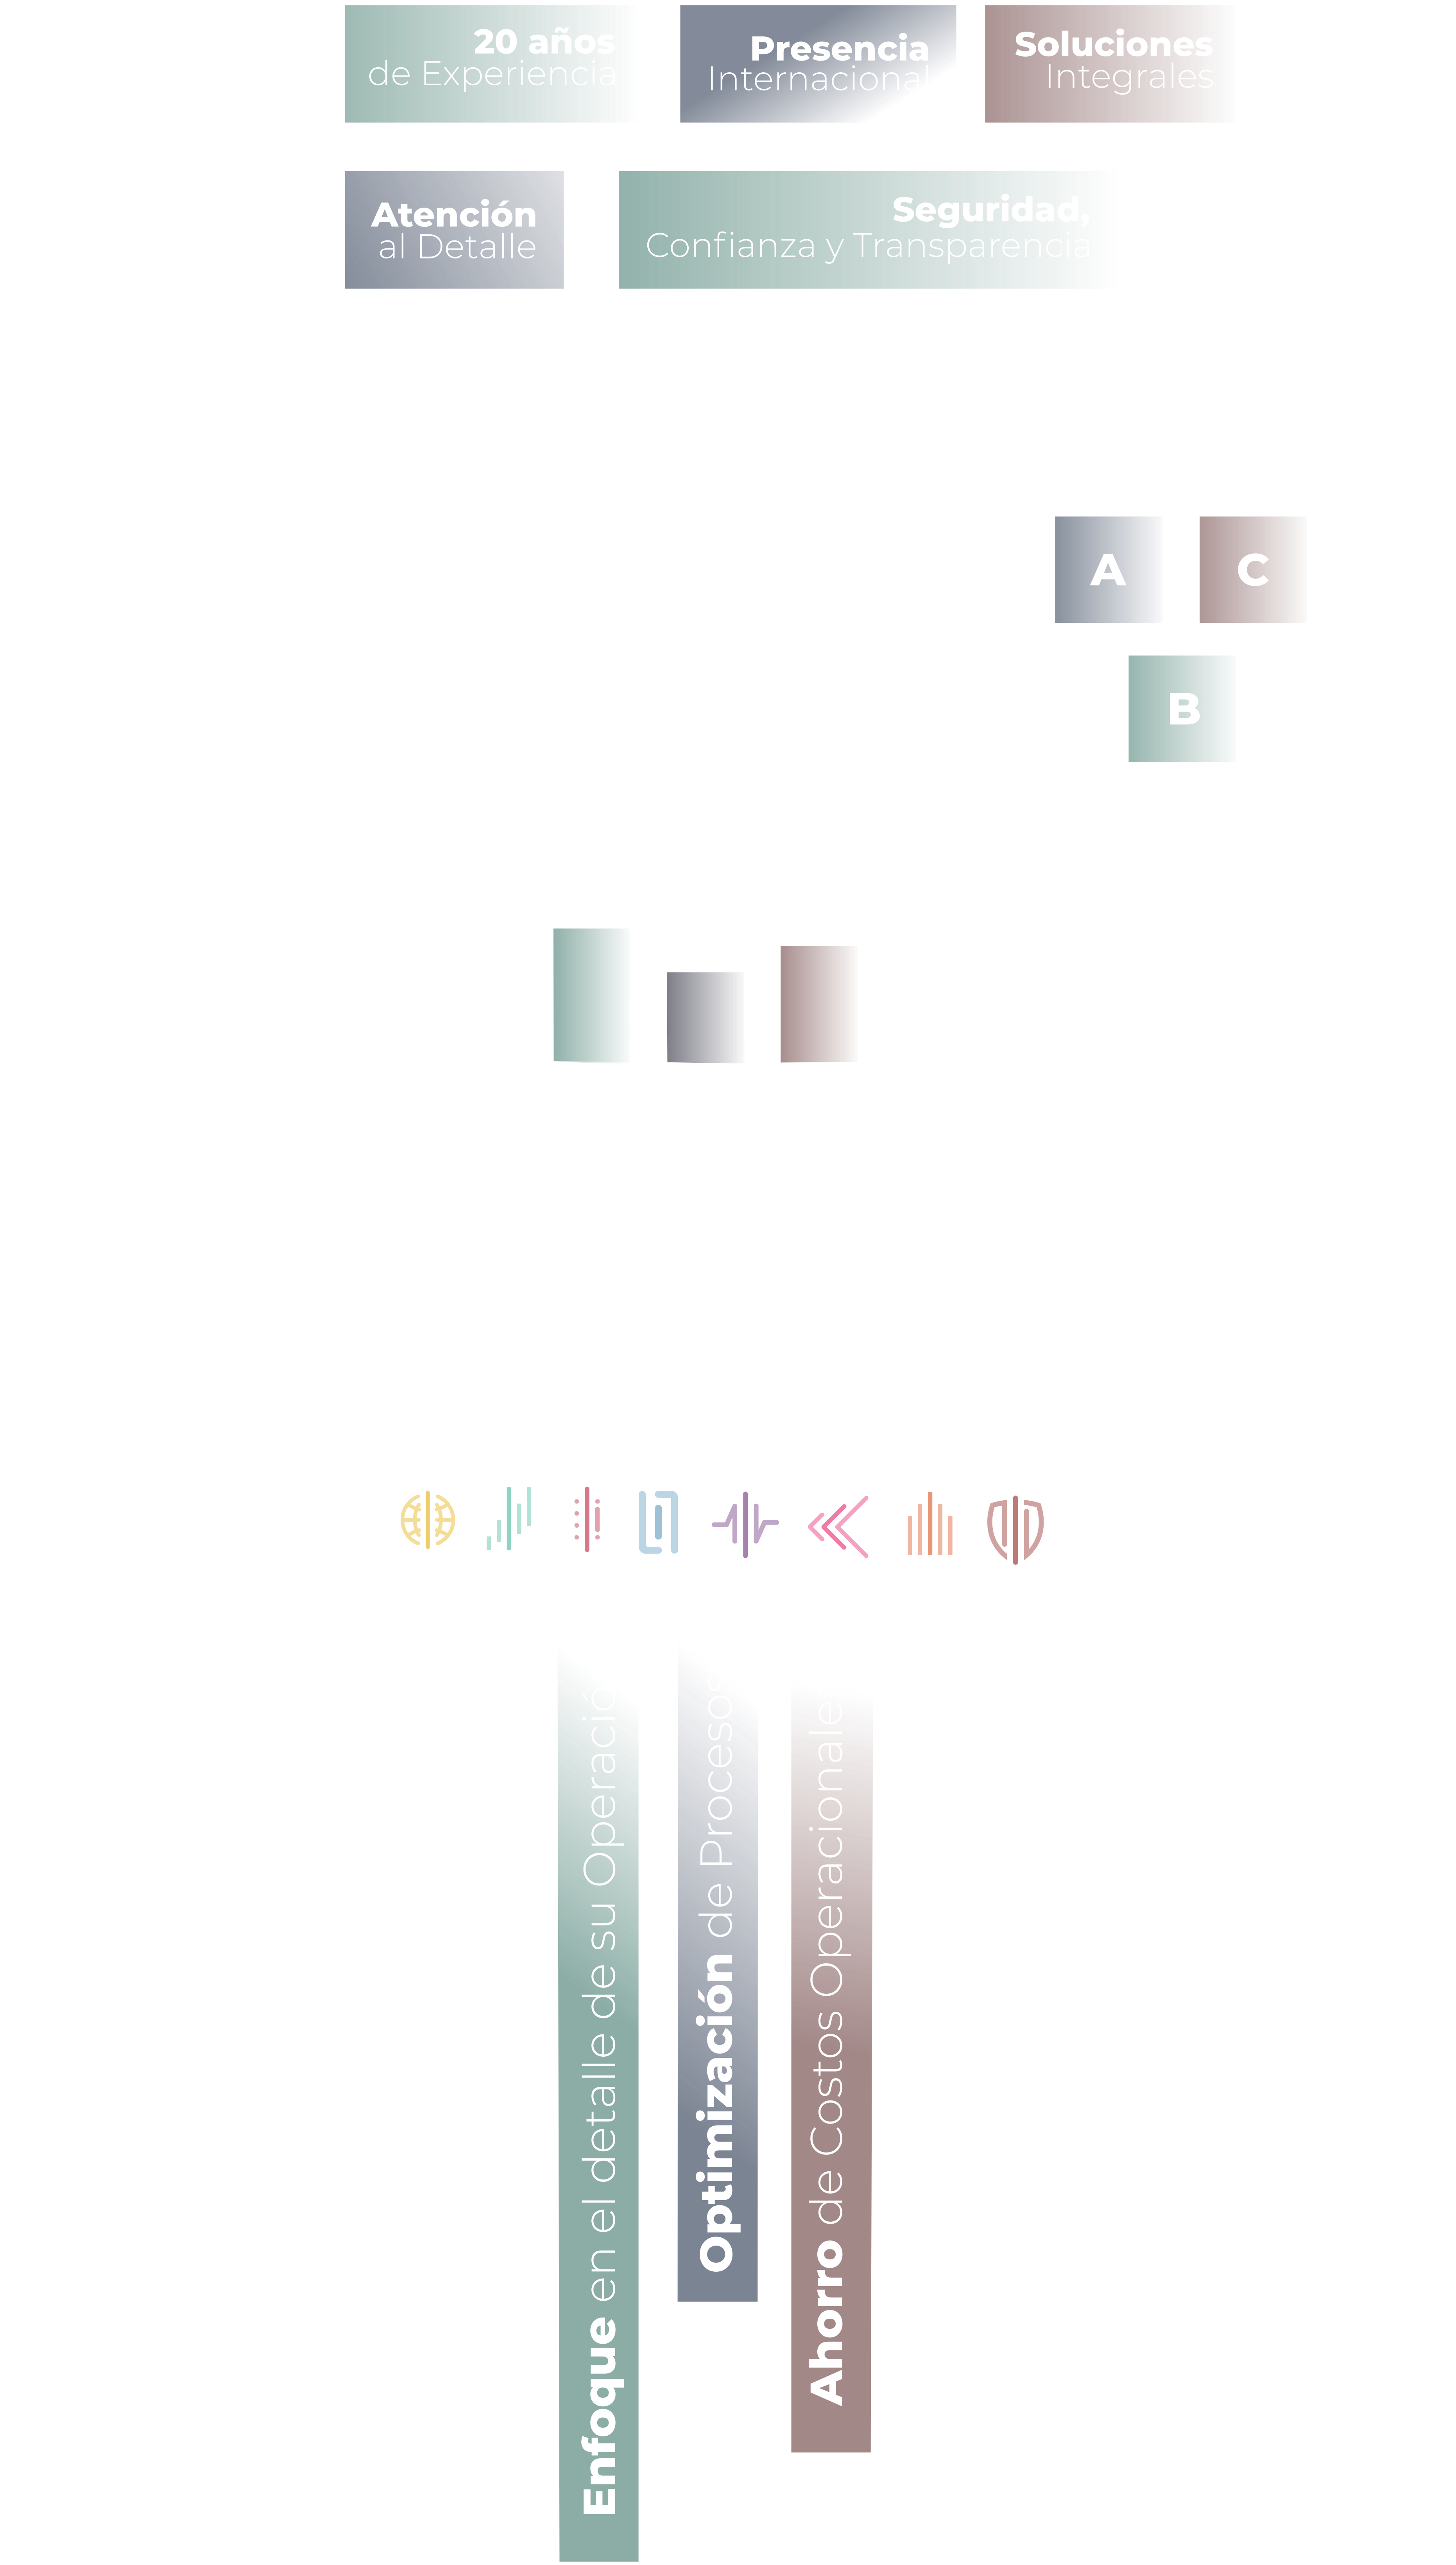 20 años
de Experiencia
Presencia
Internacional
Soluciones
Integrales
Atención
al Detalle
Seguridad,
Confianza y Transparencia
A
C
B
Enfoque en el detalle de su Operació
Optimización de Procesos
Ahorro de Costos Operacionale